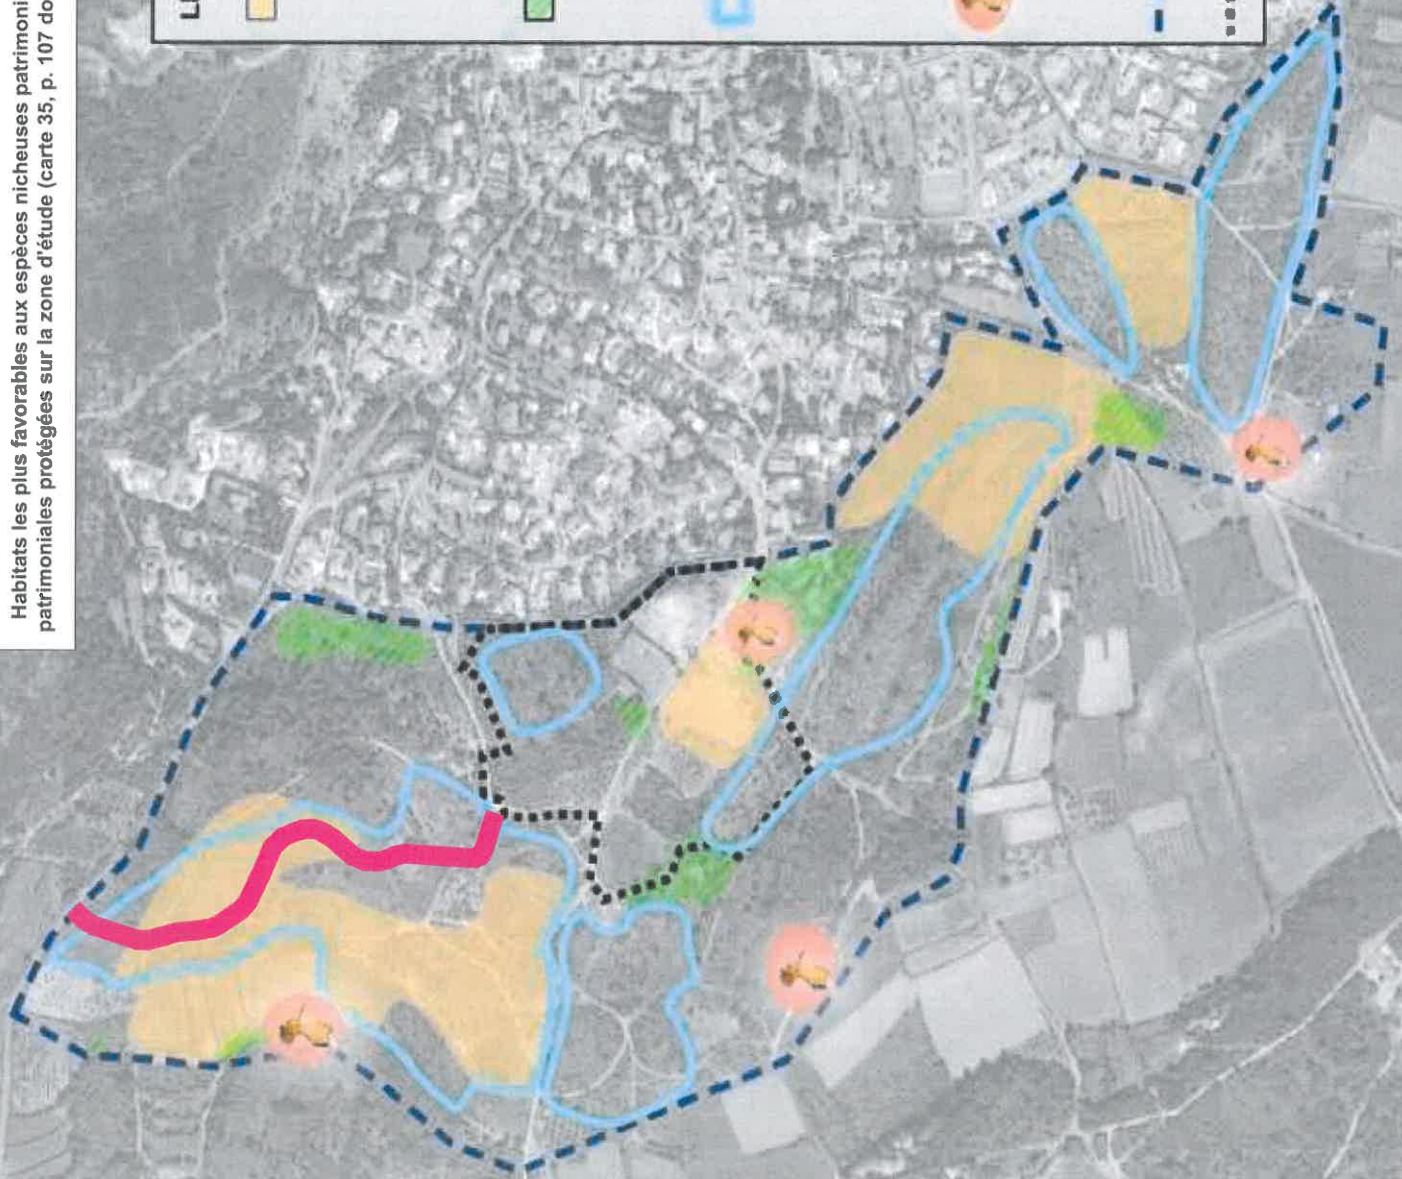 Habitats les plus favorables aux espèces nicheuses patrimoni
patrimoniales protégées sur la zone d'étude (carte 35, p. 107 do